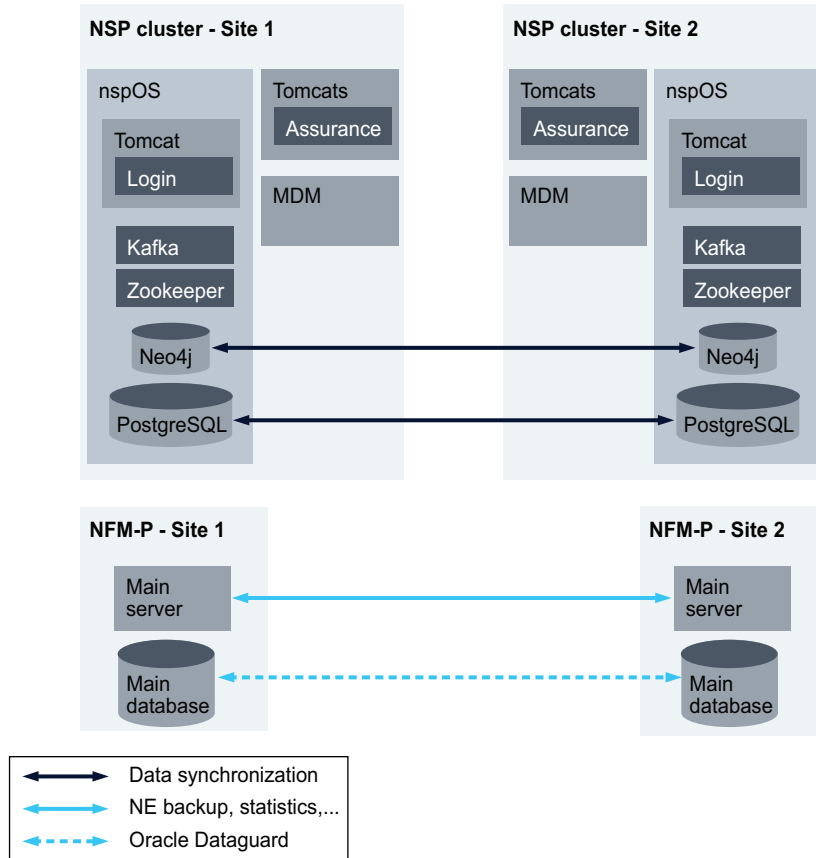 NSP cluster - Site 1
nspOS
Tomcat
Login
Kafka
Zookeeper
Neo4j
PostgreSQL
Tomcats
Assurance
MDM
NSP cluster - Site 2
Tomcats
Assurance
MDM
nspOS
Tomcat
Login
Kafka
Zookeeper
Neo4j
PostgreSQL
NFM-P - Site 1
Main
server
Main
database
NFM-P - Site 2
Main
server
Main
database
Data synchronization
NE backup, statistics,...
Oracle Dataguard